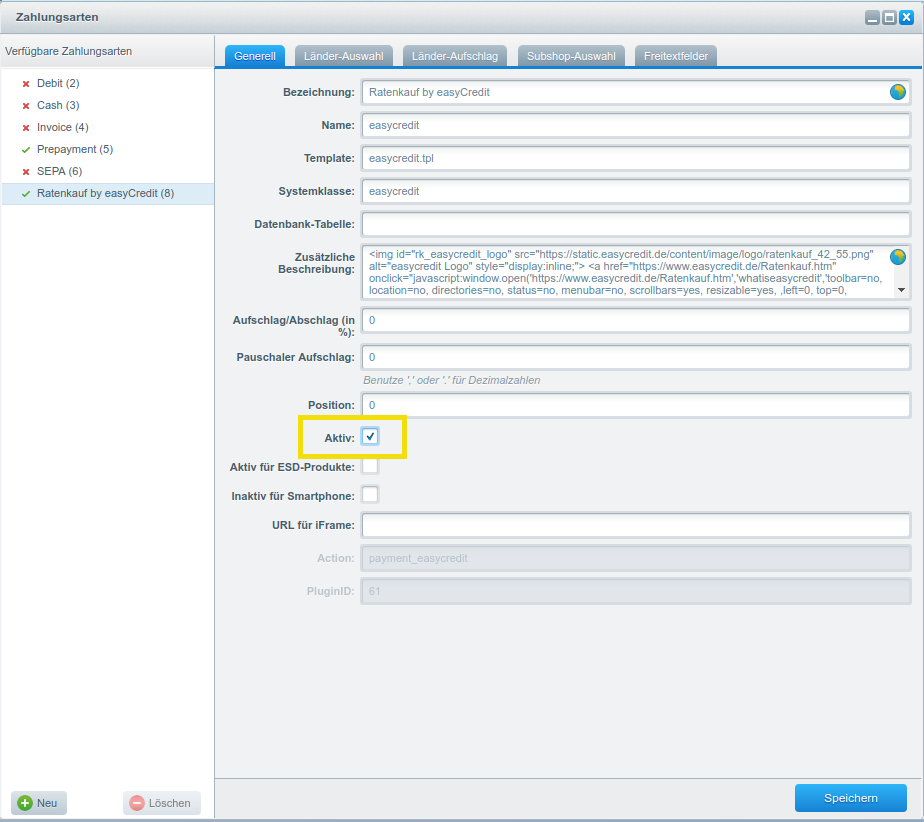 Zahlungsarten
Verfügbare Zahlungsarten
Debit (2)
Cash (3)
Invoice (4)
Prepayment (5)
SEPA (6)
Ratenkauf by easyCredit (8)
Neu
Löschen
Generell
Länder-Auswahl
Länder-Aufschlag
Subshop-Auswahl
Freitextfelder
Bezeichnung: Ratenkauf by easyCredit
Name: easycredit
Template: easycredit.tpl
Systemklasse: easycredit
Datenbank-Tabelle:
Zusätzliche
Beschreibung:
<img id="rk_easycredit_logo" src="https://static.easycredit.de/content/image/logo/ratenkauf_42_55.png"
alt="easycredit Logo" style="display:inline;"> <a href="https://www.easycredit.de/Ratenkauf.htm"
onclick="javascript:window.open('https://www.easycredit.de/Ratenkauf.htm','whatiseasycredit','toolbar=no,
location=no, directories=no, status=no, menubar=no, scrollbars=yes, resizable=yes, ,left=0, top=0,
Aufschlag/Abschlag (in
%): 0
Pauschaler Aufschlag: 0
Benutze ',' oder '.' für Dezimalzahlen
Position: 0
Aktiv:
Aktiv für ESD-Produkte:
Inaktiv für Smartphone:
URL für iFrame:
Action: payment_easycredit
PluginID: 61
Speichern